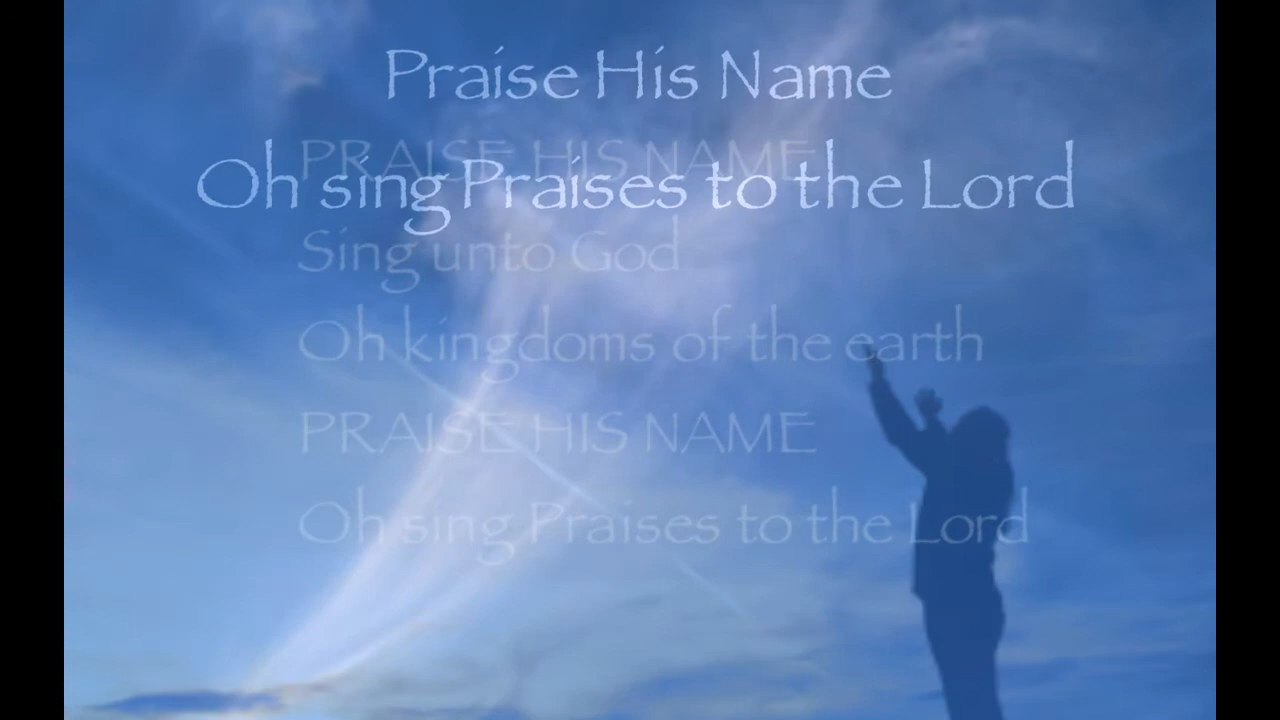 Praise His Name
PRAISE HIS NAME
Oh sing Praises to the Lord
Sing unto God
Oh kingdoms of the earth
PRAISE HIS NAME
Oh sing Praises to the Lord